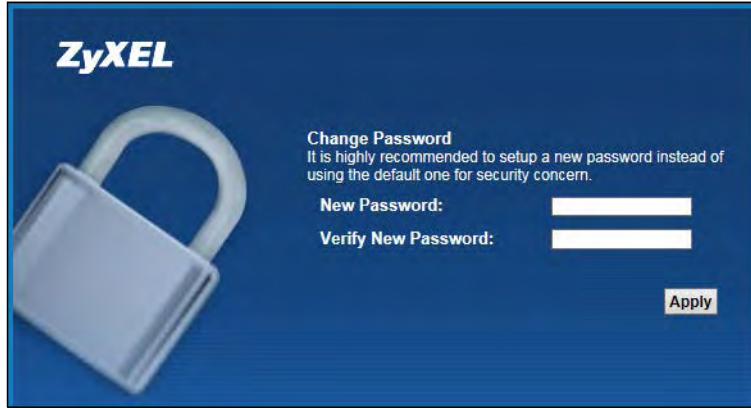 ZyXEL
Change Password
It is highly recommended to setup a new password instead of
using the default one for security concern.
New Password:
Verify New Password:
Apply